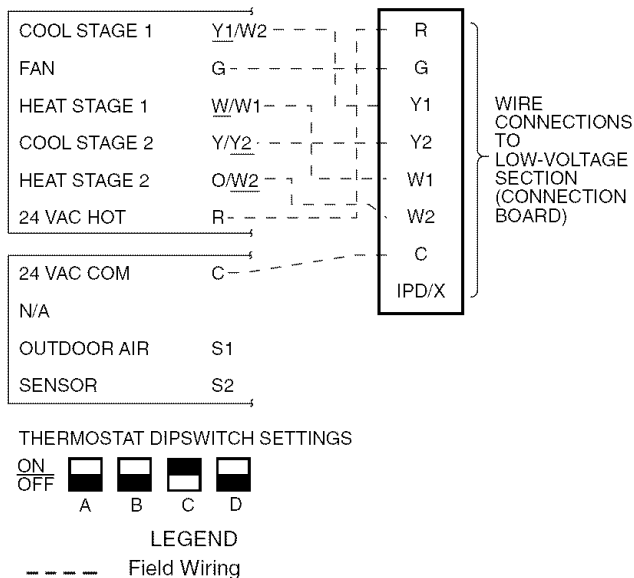 COOL STAGE 1 Y1/W2 R
FAN G G
HEAT STAGE 1 W/W1 Y1
COOL STAGE 2 Y/Y2 Y2
HEAT STAGE 2 O/W2 W1
24 VAC HOT R W2
24 VAC COM C C
N/A IPD/X
OUTDOOR AIR S1
SENSOR S2
WIRE
CONNECTIONS
TO
LOW-VOLTAGE
SECTION
(CONNECTION
BOARD)
THERMOSTAT DIPSWITCH SETTINGS
ON
OFF
A B C D
LEGEND
Field Wiring